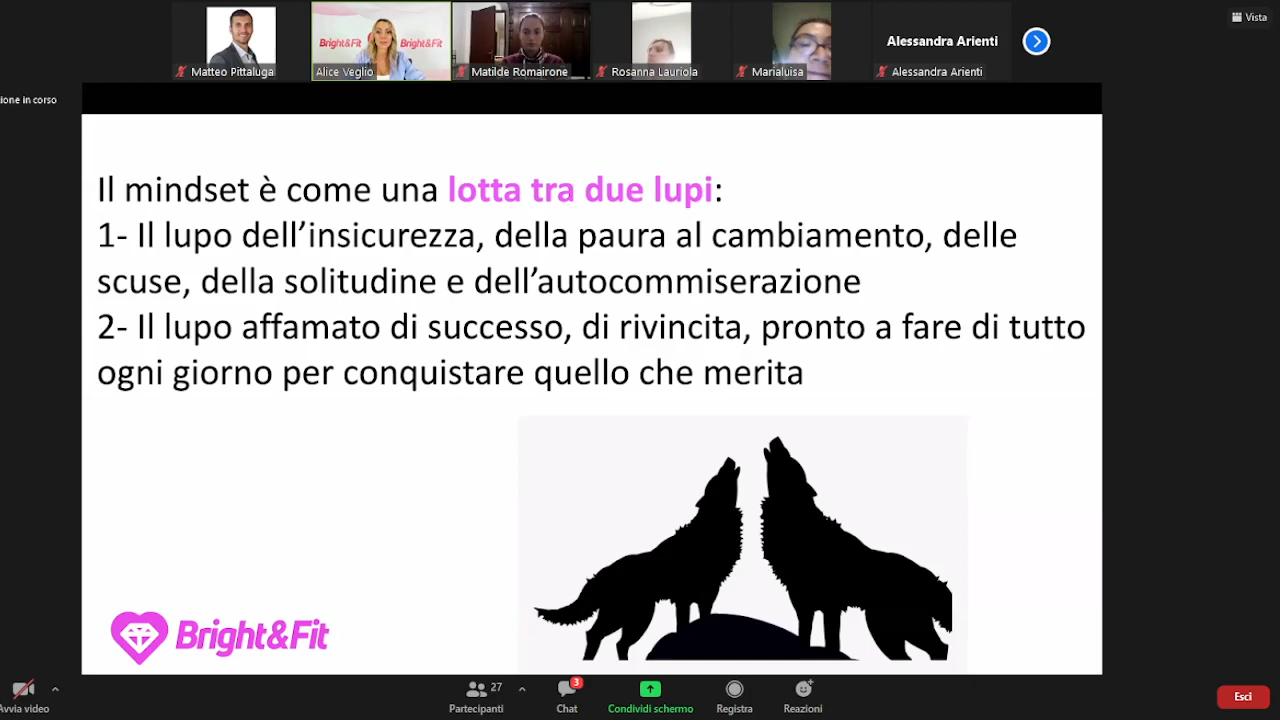 Vista
Bright&Fit
Bright&Fit
Alessandra Arienti
Matteo Pittaluga
Alice Veglio
Matilde Romairone
Rosanna Lauriola
Marialuisa
Alessandra Arienti
ione in corso
Il mindset è come una lotta tra due lupi:
1- Il lupo dell’insicurezza, della paura al cambiamento, delle
scuse, della solitudine e dell’autocommiserazione
2- Il lupo affamato di successo, di rivincita, pronto a fare di tutto
ogni giorno per conquistare quello che merita
Bright&Fit
Avvia video
27
Partecipanti
3
Chat
Condividi schermo
Registra
Reazioni
Esci